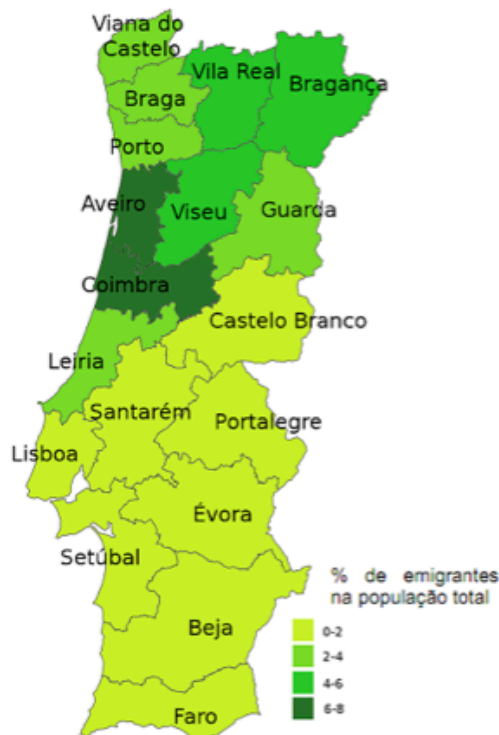 Viana do
Castelo
Vila Real
Bragança
Braga
Porto
Aveiro
Viseu
Guarda
Coimbra
Castelo Branco
Leiria
Santarém
Portalegre
Lisboa
Évora
Setúbal
% de emigrantes
na população total
0-2
2-4
4-6
6-8
Beja
Faro